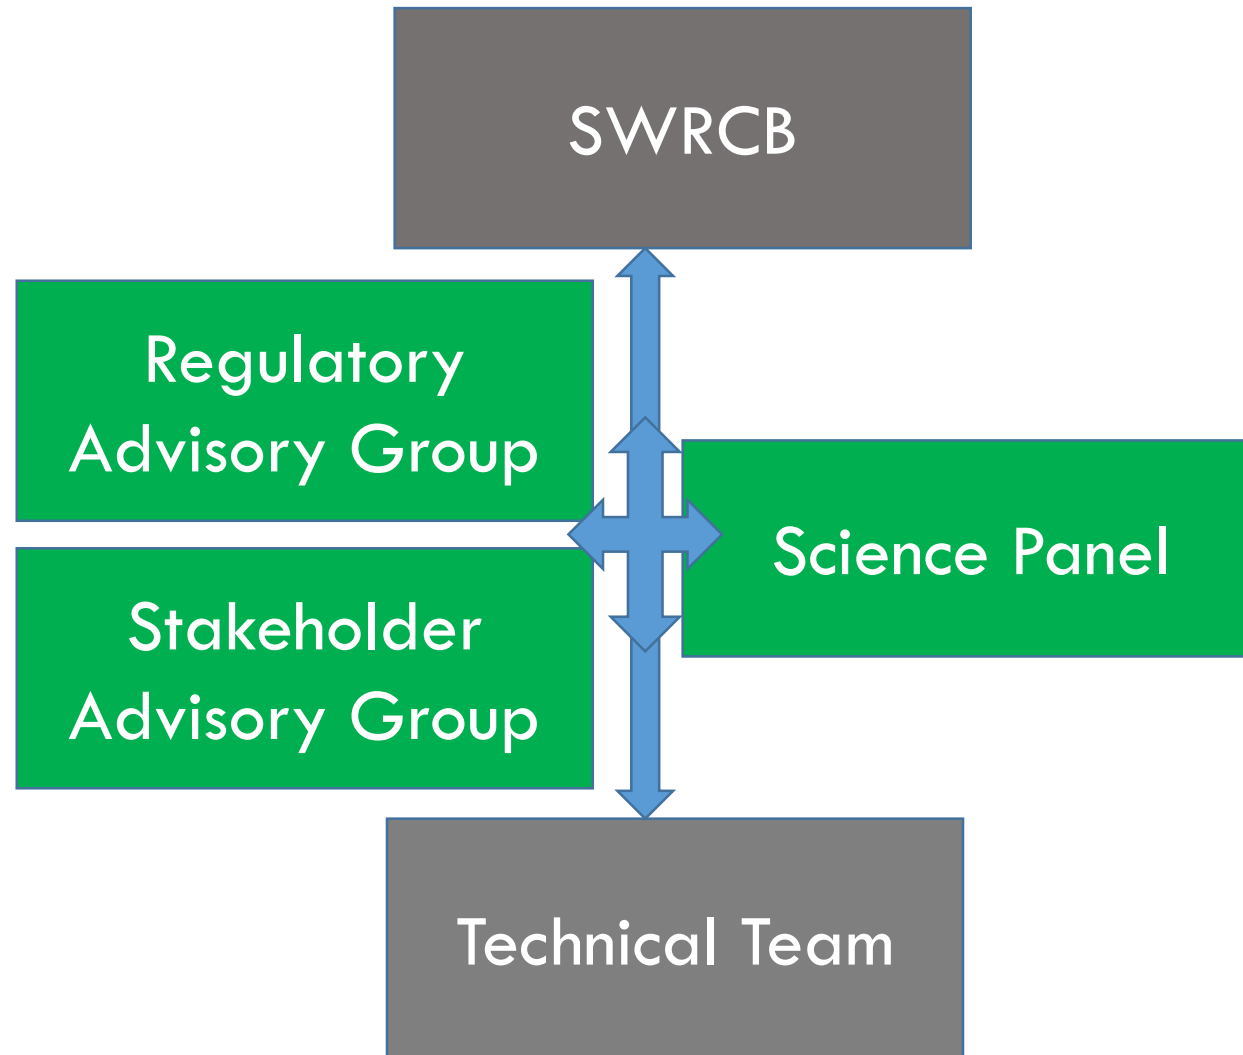 SWRCB
Regulatory
Advisory Group
Stakeholder
Advisory Group
Science Panel
Technical Team